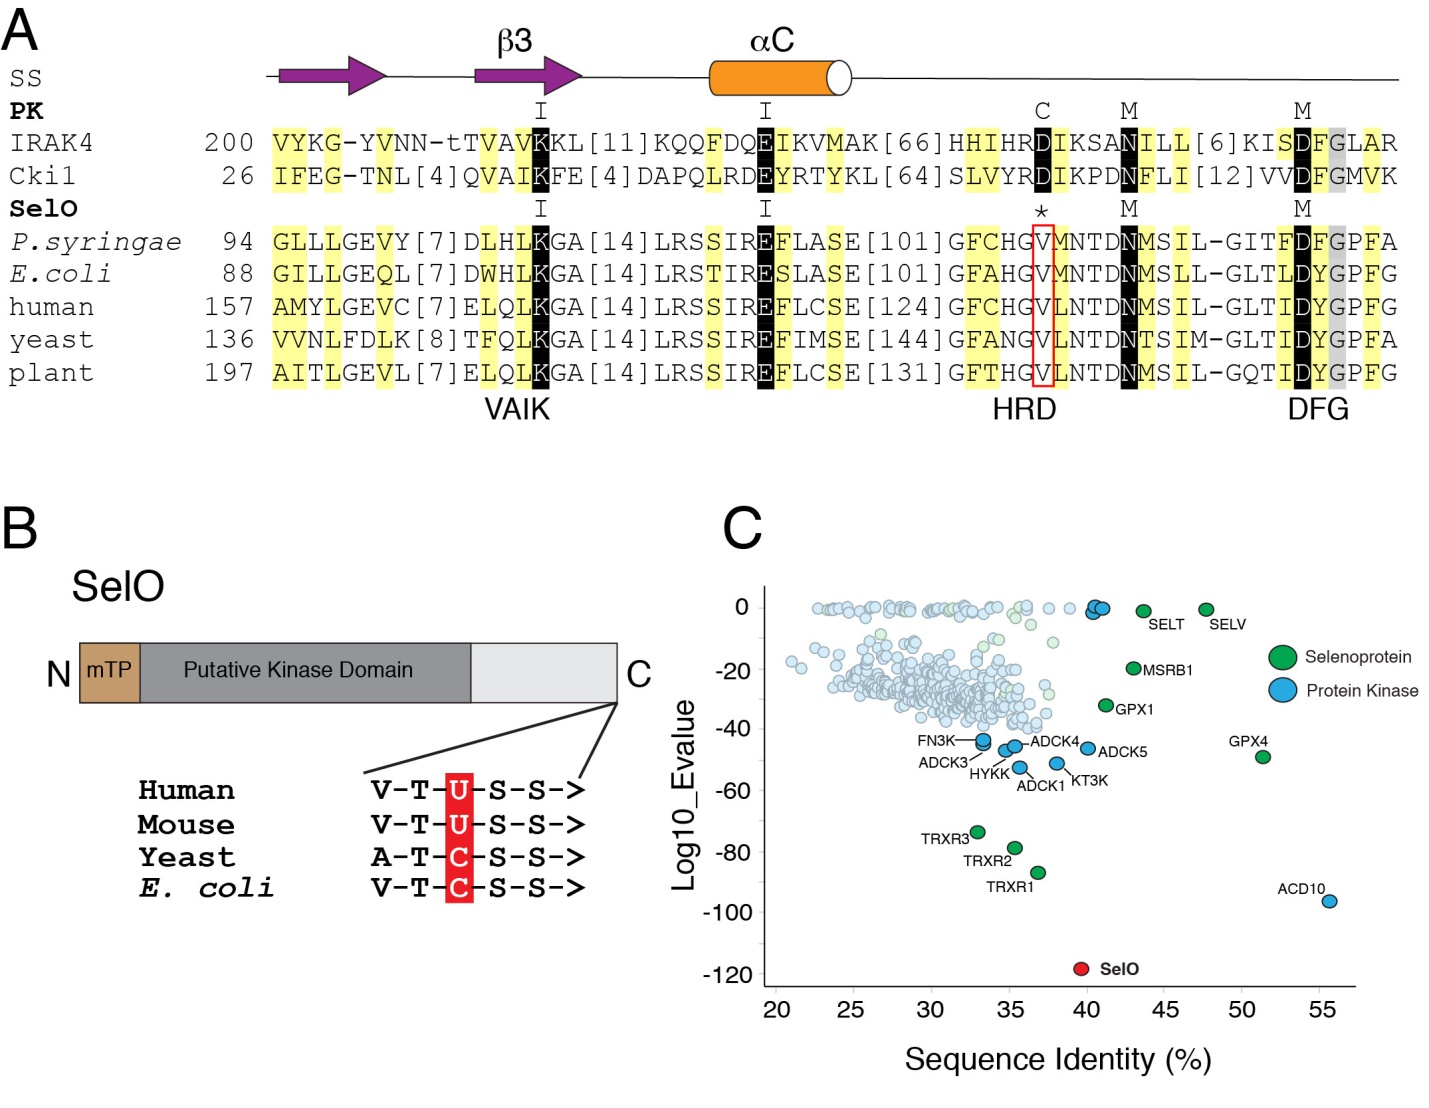 A
β3
αC
SS
PK
I I C M M
IRAK4 200 VYKG-YVNN-tTVAVKKL[11]KQQFDQEIKVMAK[66]HHIHRDIKSANILL[6]KISDFGLAR
Cki1 26 IFEG-TNL[4]QVAIKFE[4]DAPQLRDEYRTYKL[64]SLVYRDIKPDNFLI[12]VVDFGMVK
SelO
I I * M M
P.syringae 94 GLLLGEVY[7]DLHLKGA[14]LRSSIREFLASE[101]GFCHGVMNTDNMSIL-GITFDFGPFA
E.coli 88 GILLGEQL[7]DWHLKGA[14]LRSTIRESLASE[101]GFAHGVMNTDNMSLL-GLTLDYGPFG
human 157 AMYLGEVC[7]ELQLKGA[14]LRSSIREFLCSE[124]GFCHGVLNTDNMSIL-GLTIDYGPFG
yeast 136 VVNLFDLK[8]TFQLKGA[14]LRSSIREFIMSE[144]GFANGVLNTDNTSIM-GLTIDYGPFA
plant 197 AITLGEVL[7]ELQLKGA[14]LRSSIREFLCSE[131]GFTHGVLNTDNMSIL-GQTIDYGPFG
VAIK HRD DFG
B
SelO
N mTP Putative Kinase Domain C
Human V-T-U-S-S->
Mouse V-T-U-S-S->
Yeast A-T-C-S-S->
E. coli V-T-C-S-S->
C
Log10_Evalue
0
-20
-40
-60
-80
-100
-120
SELT SELV
MSRB1
GPX1
Selenoprotein
Protein Kinase
FN3K ADCK4 ADCK5 GPX4
ADCK3
HYKK
ADCK1 KT3K
TRXR3
TRXR2
TRXR1
ACD10
SelO
20 25 30 35 40 45 50 55
Sequence Identity (%)